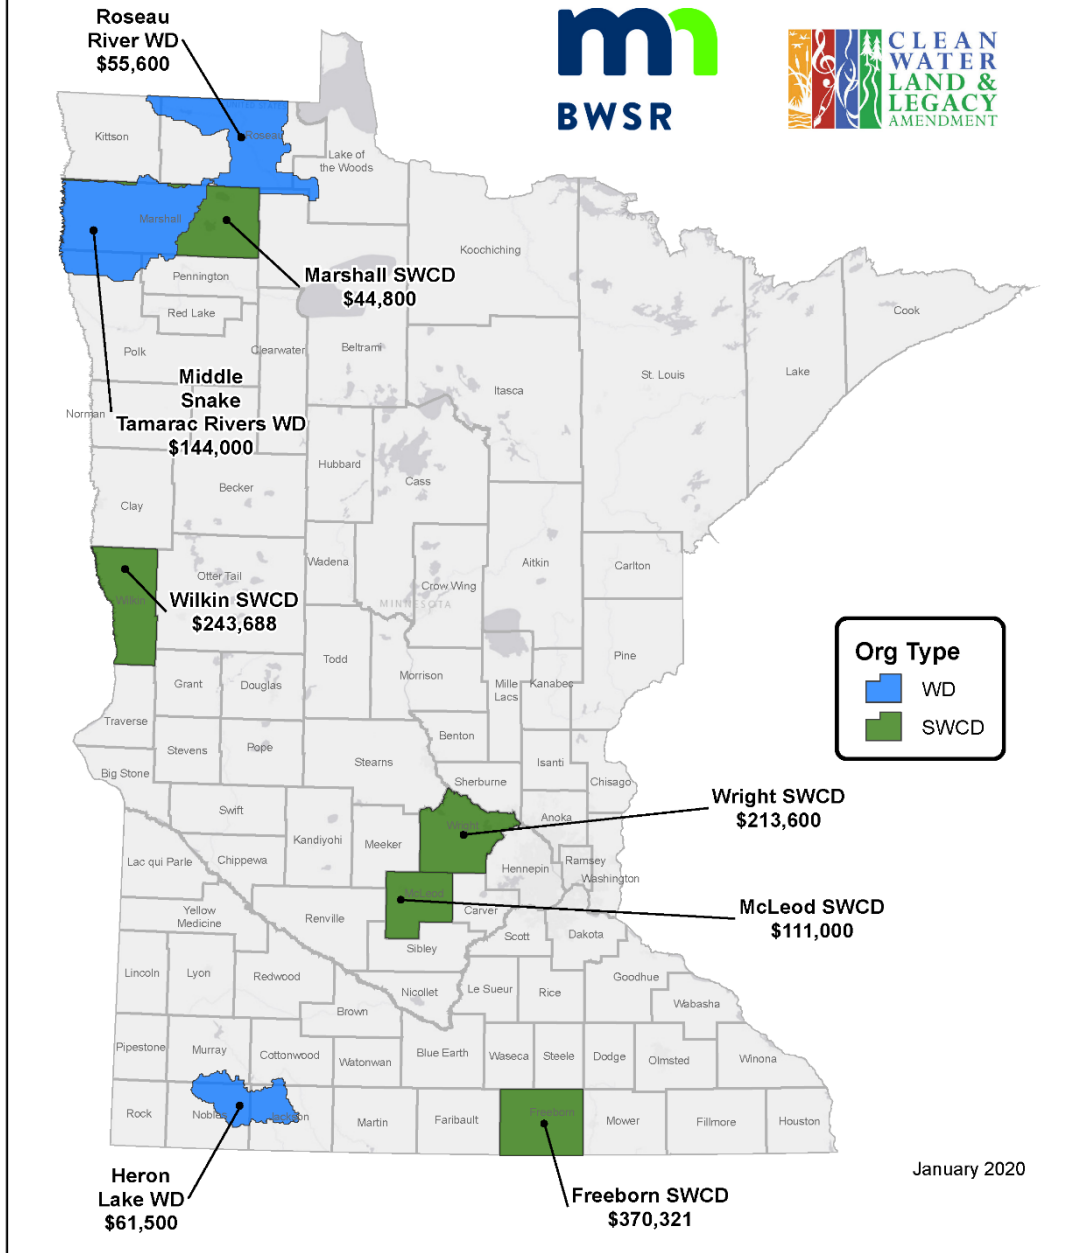 Roseau
River WD
$55,600
BWSR
CLEAN
WATER
LAND &
LEGACY
AMENDMENT
Kittson
Roseau
Lake of
the Woods
Marshall
Koochiching
Marshall SWCD
$44,800
Pennington
Red Lake
Cook
Polk
Clearwater
Beltrami
Lake
St. Louis
Itasca
Middle
Snake
Tamarac Rivers WD
$144,000
Norman
Hubbard
Cass
Becker
Clay
Wadena
Aitkin
Carlton
Otter Tail
Crow Wing
MINNESOTA
Wilkin
Wilkin SWCD
$243,688
Org Type
WD
SWCD
Todd
Pine
Morrison
Grant
Douglas
Mille
Lacs
Kanabec
Traverse
Benton
Stevens
Pope
Stearns
Isanti
Big Stone
Sherburne
Chisago
Wright SWCD
$213,600
Swift
Anoka
Wright
Kandiyohi
Meeker
Lac qui Parle
Chippewa
Hennepin
Ramsey
Washington
McLeod
McLeod SWCD
$111,000
Carver
Yellow
Medicine
Renville
Scott
Dakota
Sibley
Lincoln
Lyon
Redwood
Goodhue
Nicollet
Le Sueur
Rice
Wabasha
Brown
Pipestone
Murray
Cottonwood
Watonwan
Blue Earth
Waseca
Steele
Dodge
Olmsted
Winona
Rock
Nobles
Jackson
Martin
Faribault
Freeborn
Mower
Fillmore
Houston
January 2020
Heron
Lake WD
$61,500
Freeborn SWCD
$370,321